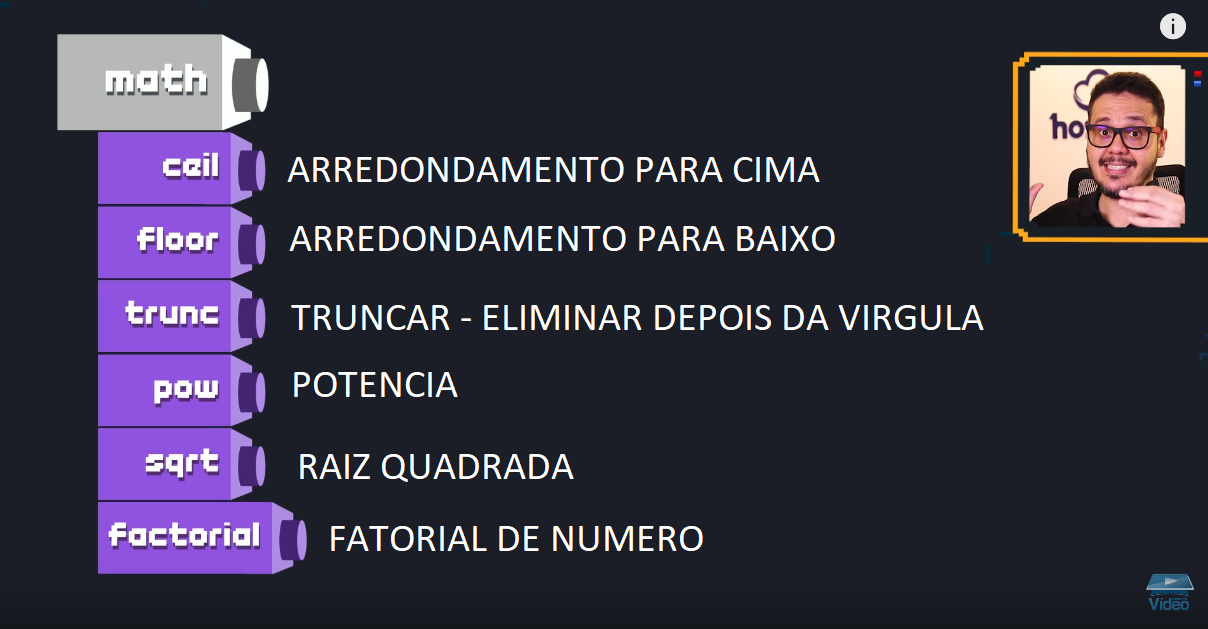 math
ceil ARREDONDAMENTO PARA CIMA
floor ARREDONDAMENTO PARA BAIXO
trunc TRUNCAR - ELIMINAR DEPOIS DA VIRGULA
pow POTENCIA
sqrt RAIZ QUADRADA
factorial FATORIAL DE NUMERO
i
ho
Vídeo